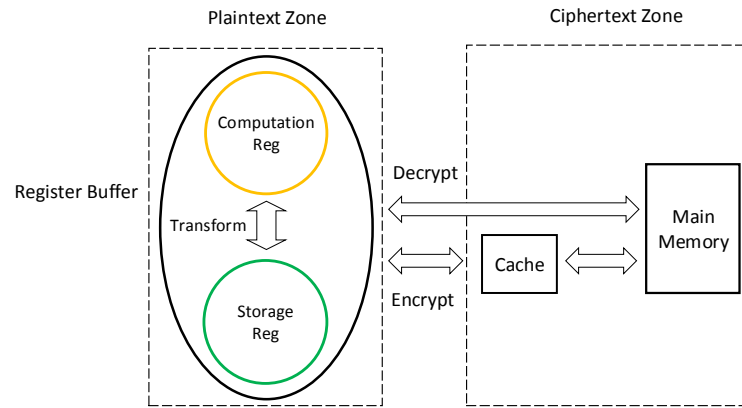 Plaintext Zone
Ciphertext Zone
Computation
Reg
Decrypt
Register Buffer
Transform
Main
Memory
Cache
Encrypt
Storage
Reg